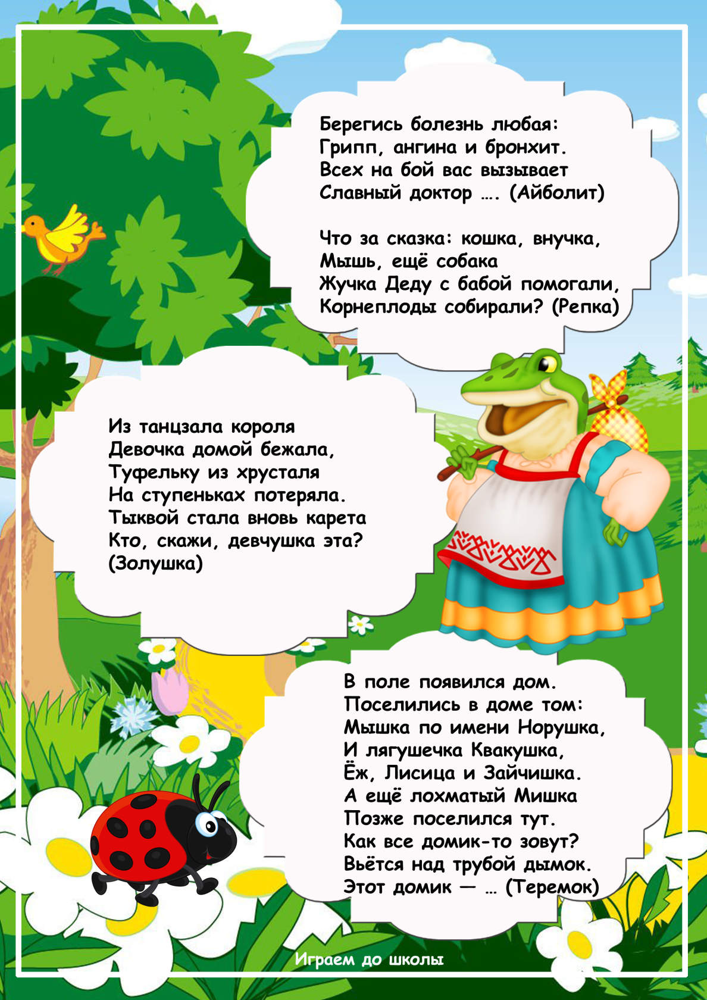 Берегись болезнь любая:
Грипп, ангина и бронхит.
Всех на бой вас вызывает
Славный доктор .... (Айболит)
Что за сказка: кошка, внучка,
Мышь, ещё собака
Жучка Деду с бабой помогали,
Корнеплоды собирали? (Репка)
Из танцзала короля
Девочка домой бежала,
Туфельку из хрусталя
На ступеньках потеряла.
Тыквой стала вновь карета
Кто, скажи, девчушка эта?
(Золушка)
В поле появился дом.
Поселились в доме том:
Мышка по имени Норушка,
И лягушечка Квакушка,
Ёж, Лисица и Зайчишка.
А ещё лохматый Мишка
Позже поселился тут.
Как все домик-то зовут?
Вьётся над трубой дымок.
Этот домик — ... (Теремок)
Играем до школы